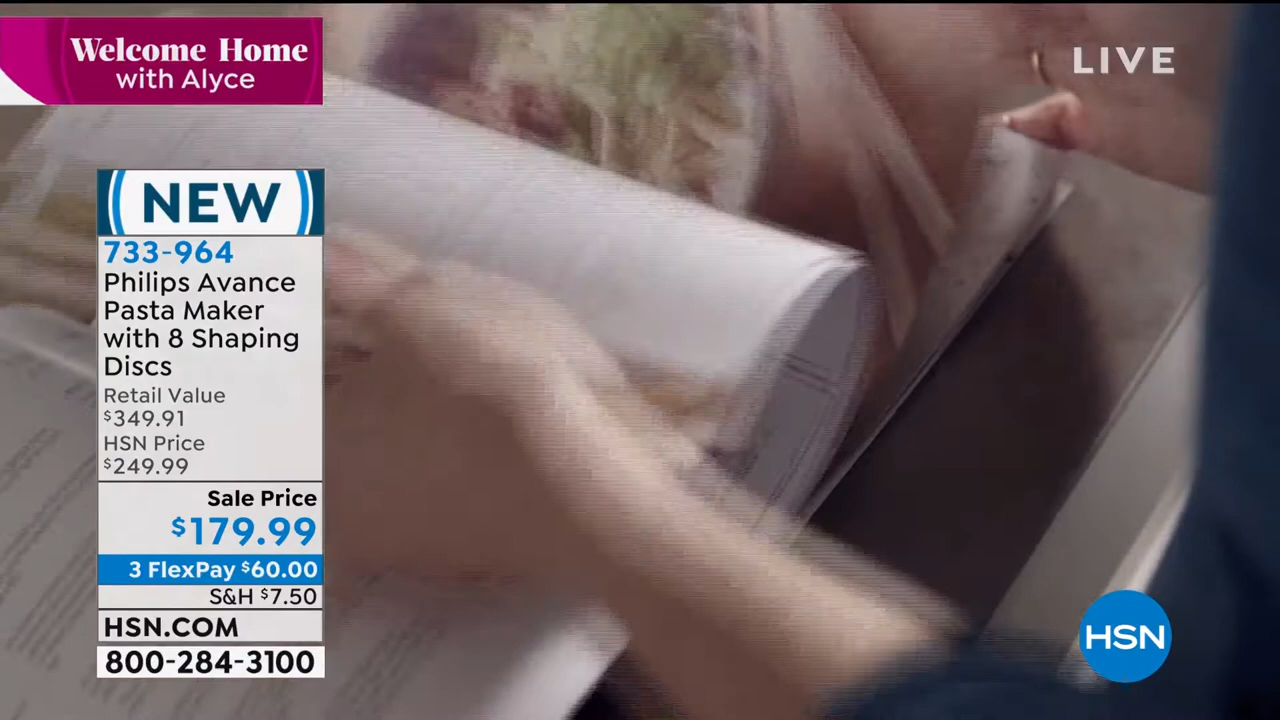 Welcome Home
with Alyce
LIVE
NEW
733-964
Philips Avance
Pasta Maker
with 8 Shaping
Discs
Retail Value
$349.91
HSN Price
$249.99
Sale Price
$179.99
3 FlexPay $60.00
S&H $7.50
HSN.COM
800-284-3100
HSN